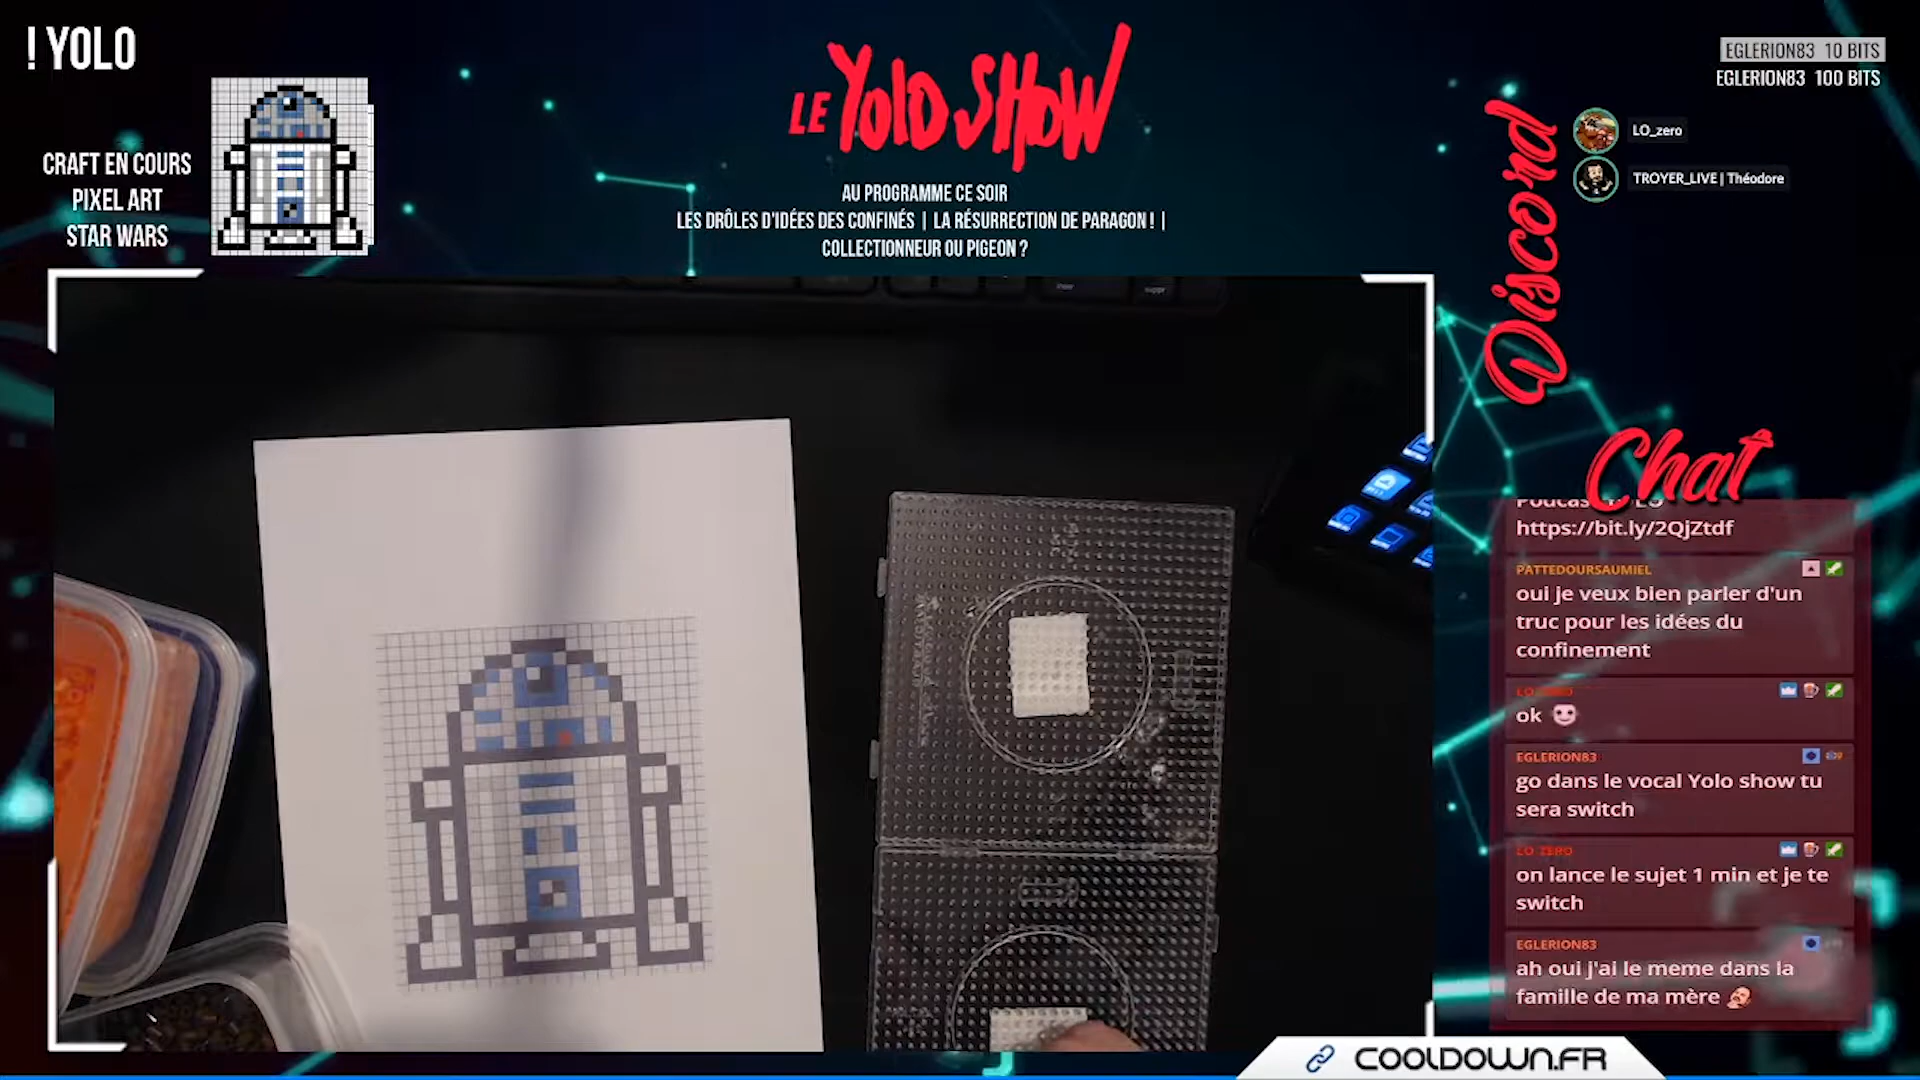 ! YOLO
CRAFT EN COURS
PIXEL ART
STAR WARS
LE YOLO SHOW
AU PROGRAMME CE SOIR
LES DRÔLES D'IDÉES DES CONFINÉS | LA RÉSURRECTION DE PARAGON ! |
COLLECTIONNEUR OU PIGEON ?
EGLERION83 10 BITS
EGLERION83 100 BITS
Discord
LO_zero
TROYER_LIVE | Théodore
Chat
https://bit.ly/2QjZtdf
PATTEDOURSAUMIEL
oui je veux bien parler d'un
truc pour les idées du
confinement
LO_ZERO
ok
EGLERION83
go dans le vocal Yolo show tu
sera switch
LO_ZERO
on lance le sujet 1 min et je te
switch
EGLERION83
ah oui j'ai le meme dans la
famille de ma mère
COOLDOWN.FR